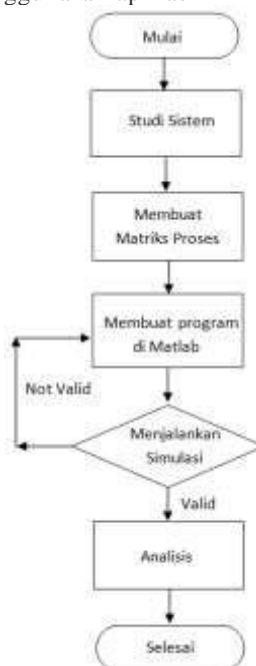 Mulai
Studi Sistem
Membuat
Matriks Proses
Membuat program
di Matlab
Not Valid
Menjalankan
Simulasi
Valid
Analisis
Selesai